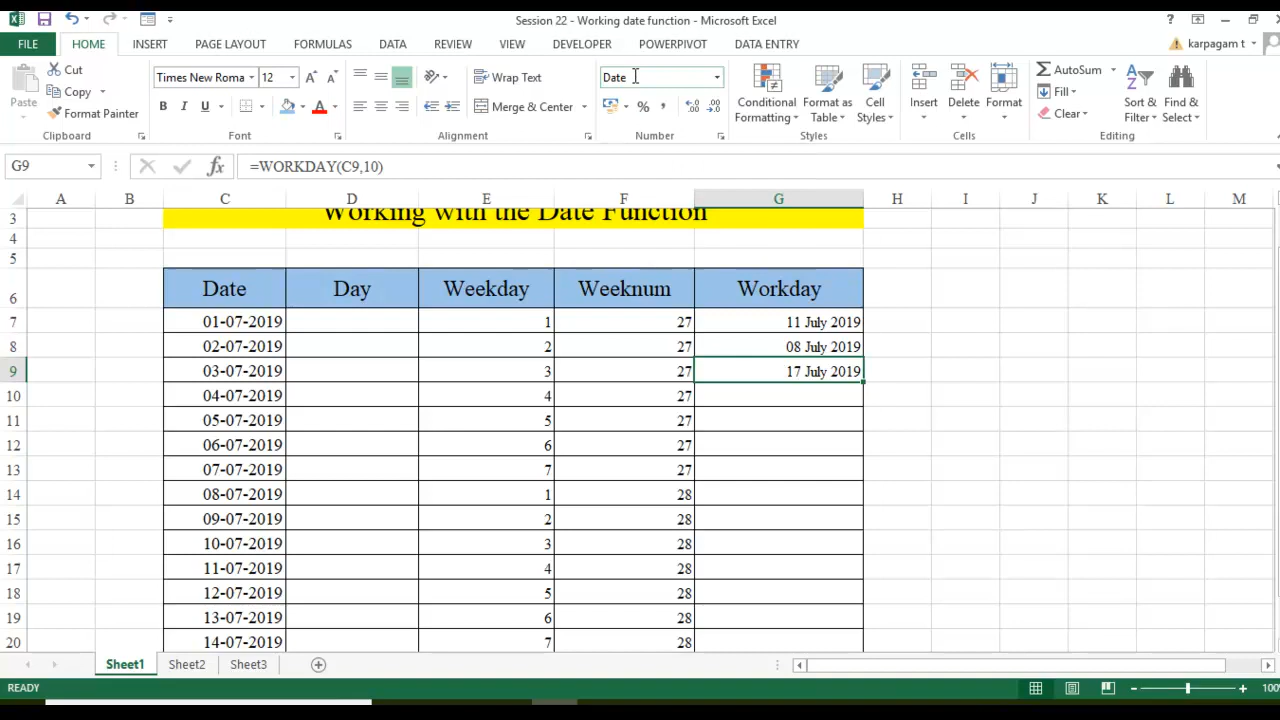 Session 22 - Working date function - Microsoft Excel
?
FILE HOME INSERT PAGE LAYOUT FORMULAS DATA REVIEW VIEW DEVELOPER POWERPIVOT DATA ENTRY karpagam t
Paste
Cut
Copy
Format Painter
Times New Roma 12
B I U
Wrap Text
Merge & Center
Date
%
Conditional Formatting
Format as Table
Cell Styles
Insert
Delete
Format
AutoSum
Fill
Clear
Sort & Filter
Find & Select
Clipboard Font Alignment Number Styles Cells Editing
G9 fx =WORKDAY(C9,10)
A B C D E F G H I J K L M
3 Working with the Date Function
4
5
6 Date Day Weekday Weeknum Workday
7 01-07-2019 1 27 11 July 2019
8 02-07-2019 2 27 08 July 2019
9 03-07-2019 3 27 17 July 2019
10 04-07-2019 4 27
11 05-07-2019 5 27
12 06-07-2019 6 27
13 07-07-2019 7 27
14 08-07-2019 1 28
15 09-07-2019 2 28
16 10-07-2019 3 28
17 11-07-2019 4 28
18 12-07-2019 5 28
19 13-07-2019 6 28
20 14-07-2019 7 28
Sheet1 Sheet2 Sheet3
READY 100%